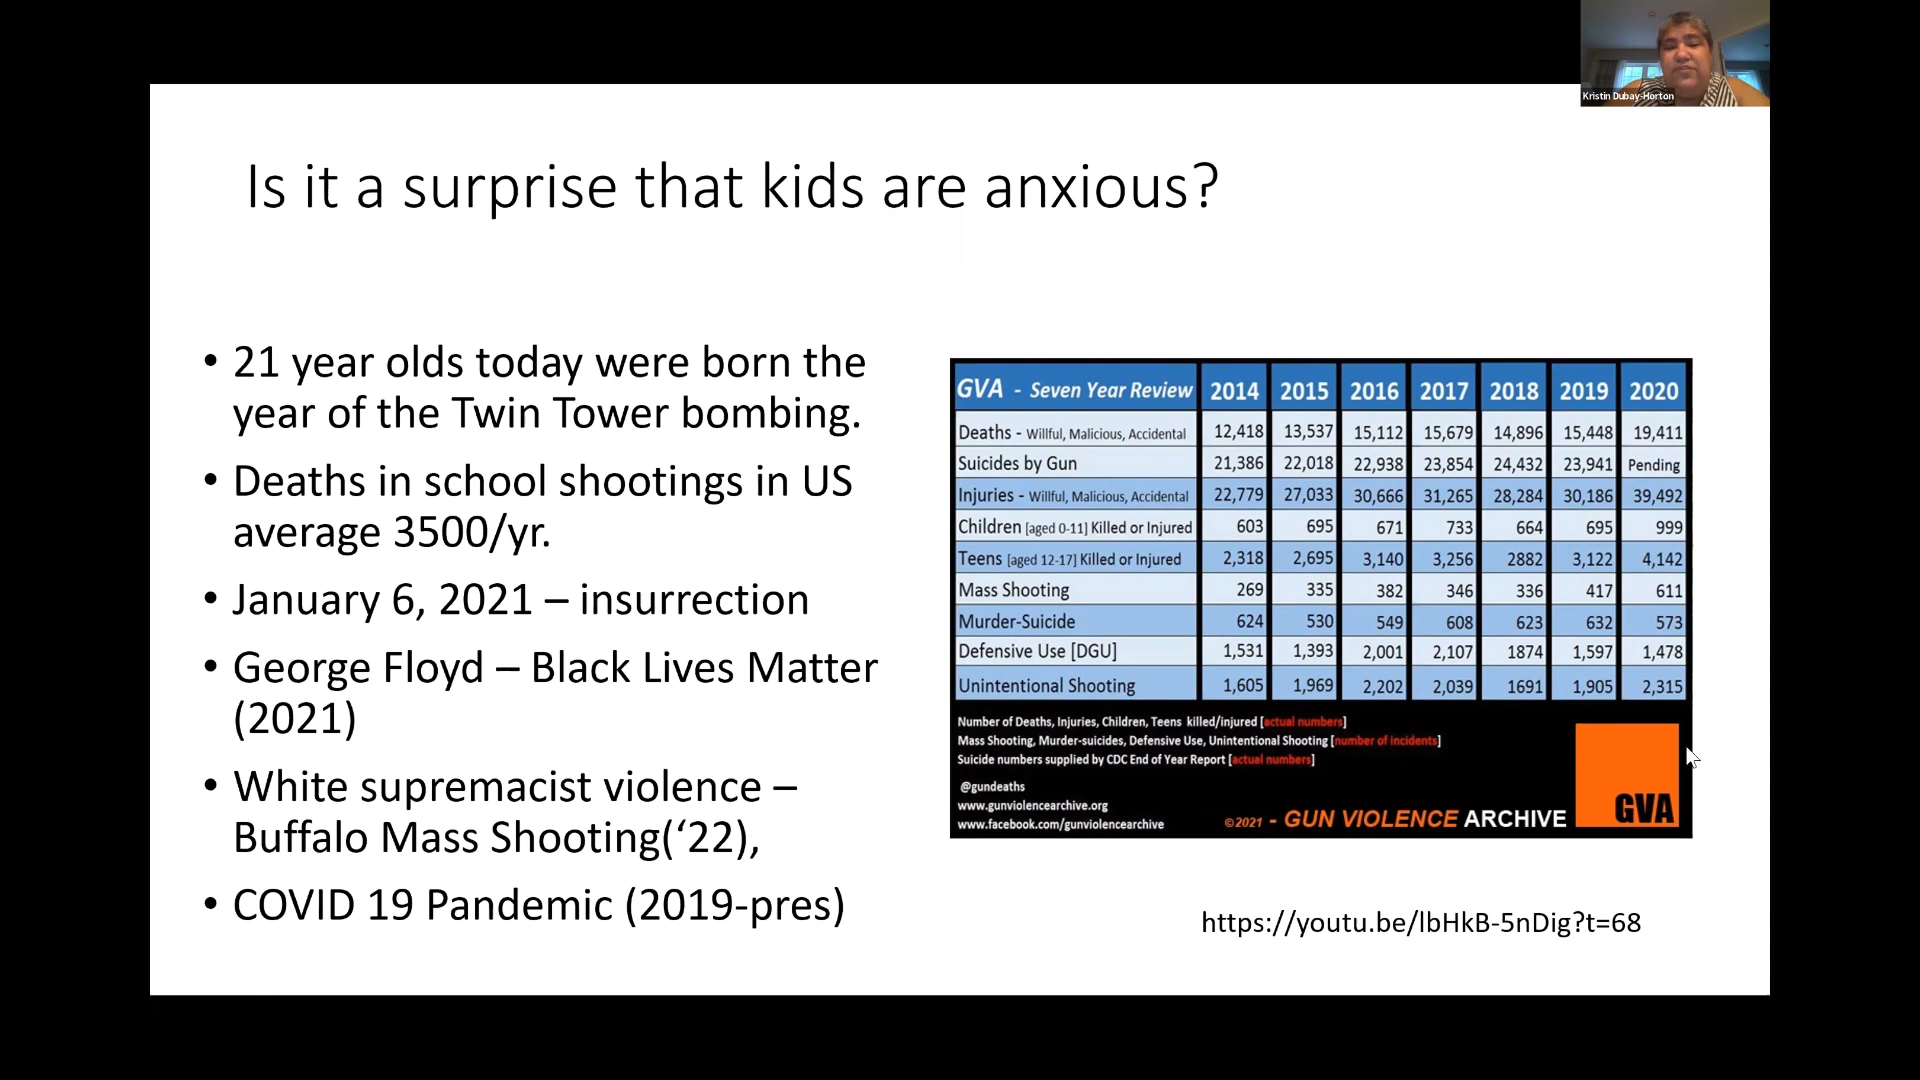 Kristin Dubay-Horton
Is it a surprise that kids are anxious?
• 21 year olds today were born the
year of the Twin Tower bombing.
• Deaths in school shootings in US
average 3500/yr.
• January 6, 2021 – insurrection
• George Floyd – Black Lives Matter
(2021)
• White supremacist violence –
Buffalo Mass Shooting(‘22),
• COVID 19 Pandemic (2019-pres)
GVA - Seven Year Review 2014 2015 2016 2017 2018 2019 2020
Deaths - Willful, Malicious, Accidental 12,418 13,537 15,112 15,679 14,896 15,448 19,411
Suicides by Gun 21,386 22,018 22,938 23,854 24,432 23,941 Pending
Injuries - Willful, Malicious, Accidental 22,779 27,033 30,666 31,265 28,284 30,186 39,492
Children [aged 0-11] Killed or Injured 603 695 671 733 664 695 999
Teens [aged 12-17] Killed or Injured 2,318 2,695 3,140 3,256 2882 3,122 4,142
Mass Shooting 269 335 382 346 336 417 611
Murder-Suicide 624 530 549 608 623 632 573
Defensive Use [DGU] 1,531 1,393 2,001 2,107 1874 1,597 1,478
Unintentional Shooting 1,605 1,969 2,202 2,039 1691 1,905 2,315
Number of Deaths, Injuries, Children, Teens killed/injured [actual numbers]
Mass Shooting, Murder-suicides, Defensive Use, Unintentional Shooting [number of incidents]
Suicide numbers supplied by CDC End of Year Report [actual numbers]
@gundeaths
www.gunviolencearchive.org
www.facebook.com/gunviolencearchive
©2021 - GUN VIOLENCE ARCHIVE
GVA
https://youtu.be/lbHkB-5nDig?t=68